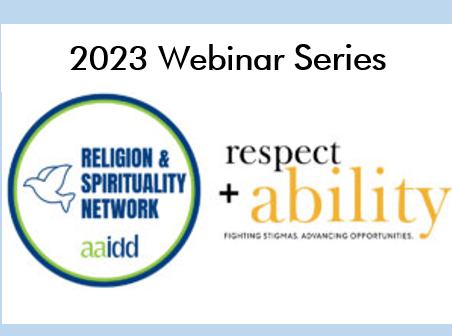 2023 Webinar Series
RELIGION &
SPIRITUALITY
NETWORK
aaidd
respect
+ ability
FIGHTING STIGMAS. ADVANCING OPPORTUNITIES.